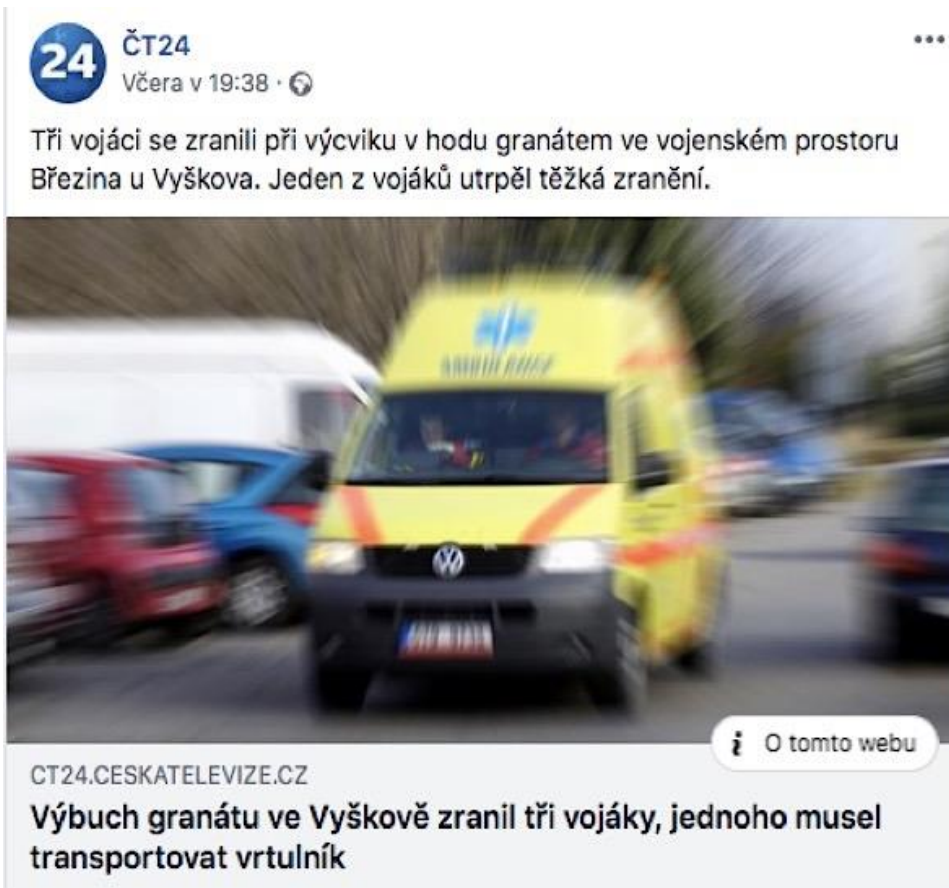 24
ČT24
Včera v 19:38 ·
Tři vojáci se zranili při výcviku v hodu granátem ve vojenském prostoru
Březina u Vyškova. Jeden z vojáků utrpěl těžká zranění.
i O tomto webu
CT24.CESKATELEVIZE.CZ
Výbuch granátu ve Vyškově zranil tři vojáky, jednoho musel
transportovat vrtulník